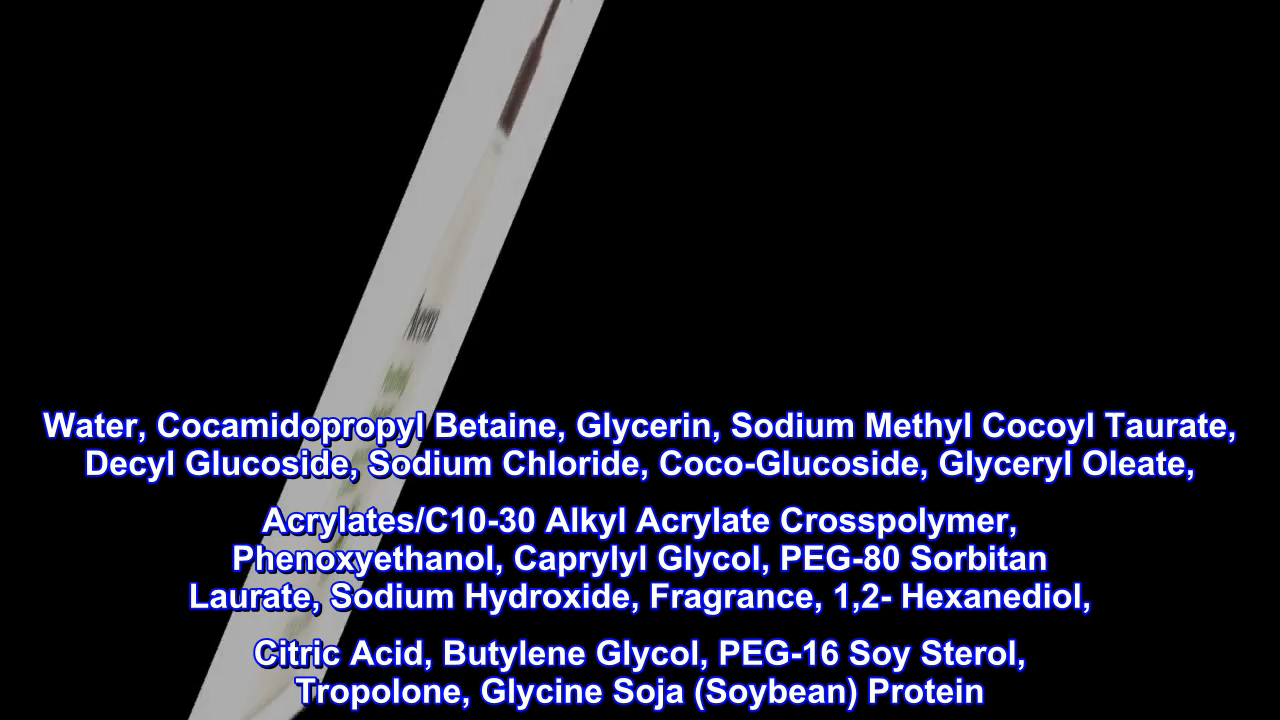 Water, Cocamidopropyl Betaine, Glycerin, Sodium Methyl Cocoyl Taurate,
Decyl Glucoside, Sodium Chloride, Coco-Glucoside, Glyceryl Oleate,
Acrylates/C10-30 Alkyl Acrylate Crosspolymer,
Phenoxyethanol, Caprylyl Glycol, PEG-80 Sorbitan
Laurate, Sodium Hydroxide, Fragrance, 1,2- Hexanediol,
Citric Acid, Butylene Glycol, PEG-16 Soy Sterol,
Tropolone, Glycine Soja (Soybean) Protein